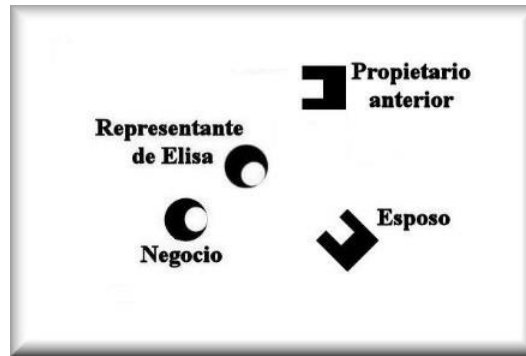 Propietario
anterior
Representante
de Elisa
Esposo
Negocio